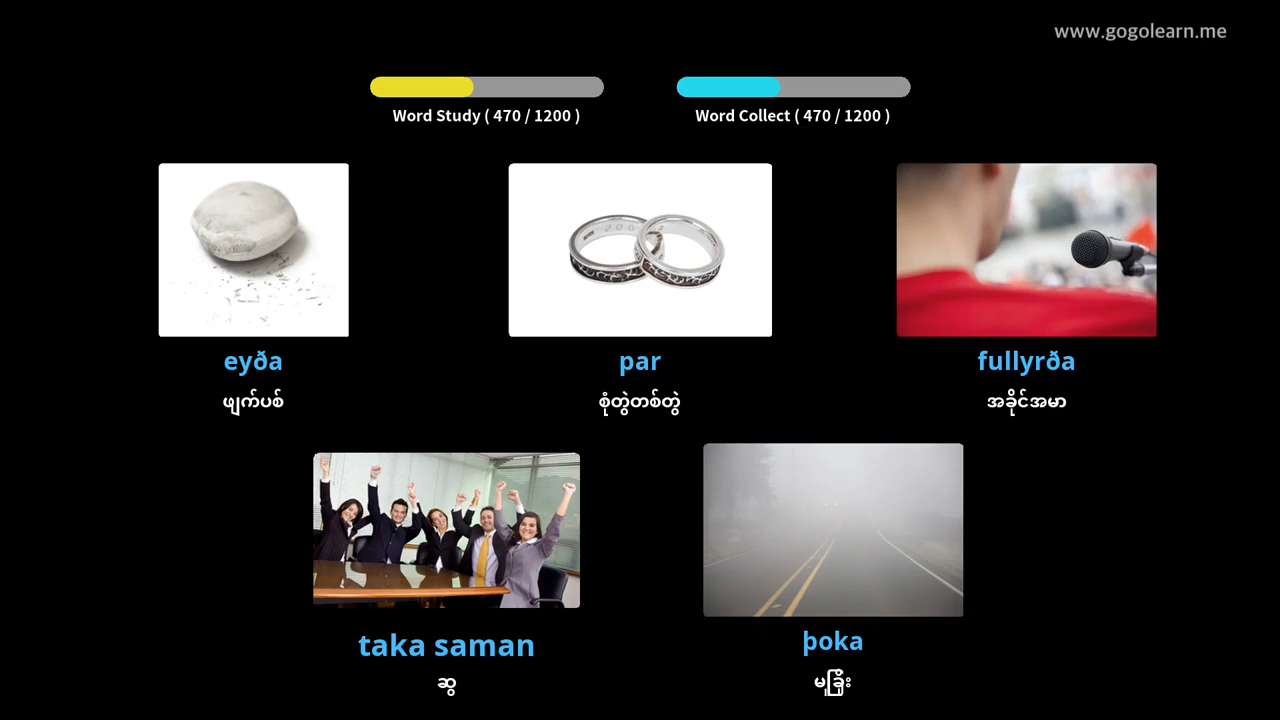 www.gogolearn.me
Word Study ( 470 / 1200 )
Word Collect ( 470 / 1200 )
eyða
par
fullyrða
ဖျက်ပစ်
စုံတွဲတစ်တွဲ
အခိုင်အမာ
taka saman
þoka
ဆွ